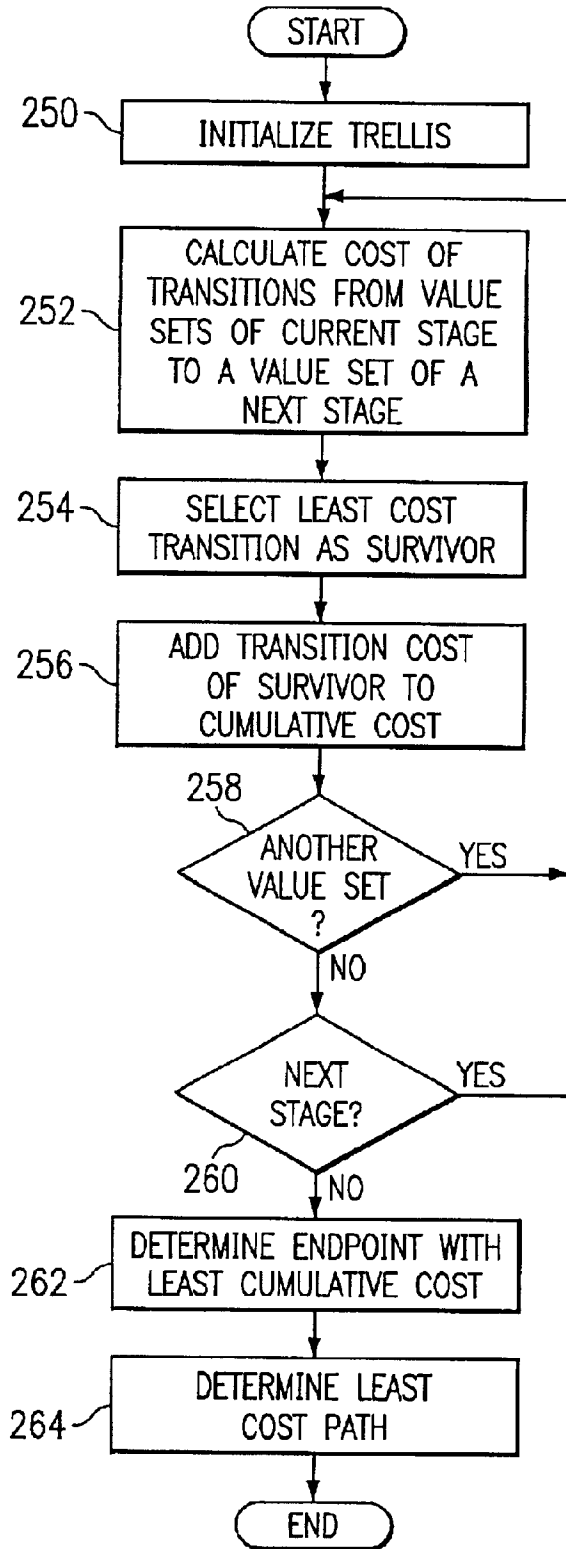 START
250
INITIALIZE TRELLIS
252
CALCULATE COST OF
TRANSITIONS FROM VALUE
SETS OF CURRENT STAGE
TO A VALUE SET OF A
NEXT STAGE
254
SELECT LEAST COST
TRANSITION AS SURVIVOR
256
ADD TRANSITION COST
OF SURVIVOR TO
CUMULATIVE COST
258
ANOTHER
VALUE SET
?
YES
NO
NEXT
STAGE?
YES
260
NO
262
DETERMINE ENDPOINT WITH
LEAST CUMULATIVE COST
264
DETERMINE LEAST
COST PATH
END